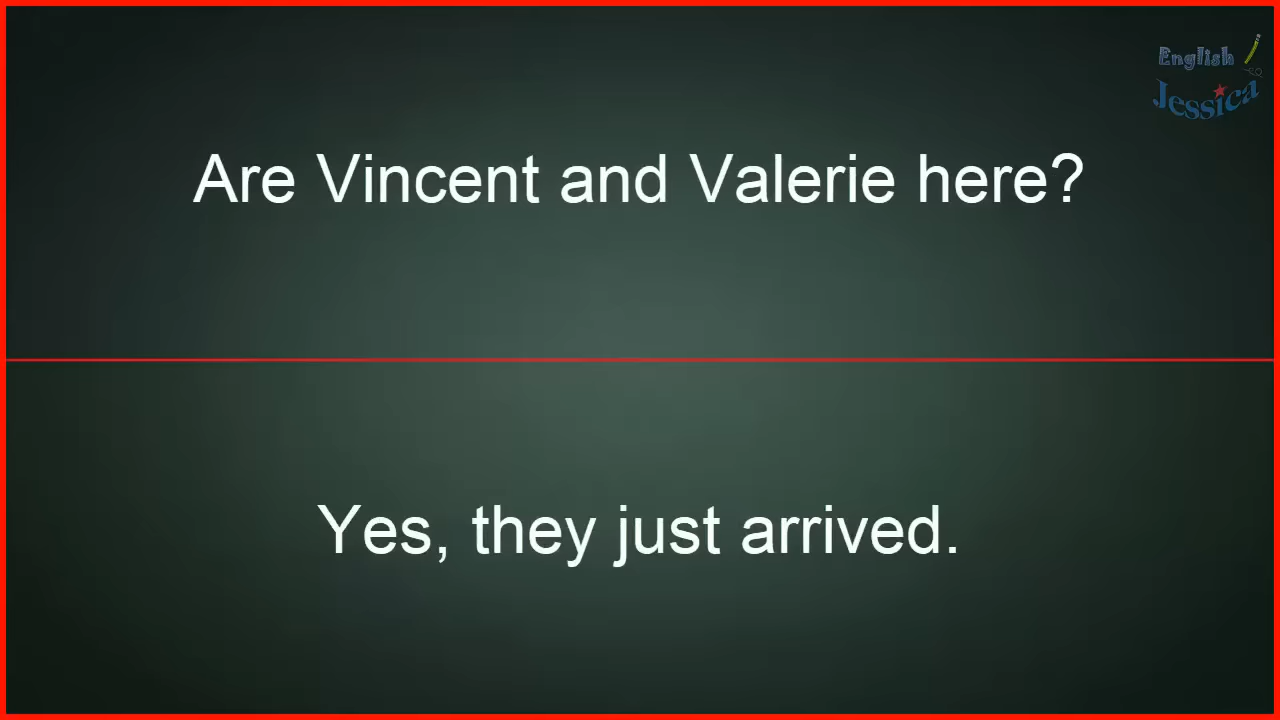 English
Jessica
Are Vincent and Valerie here?
Yes, they just arrived.